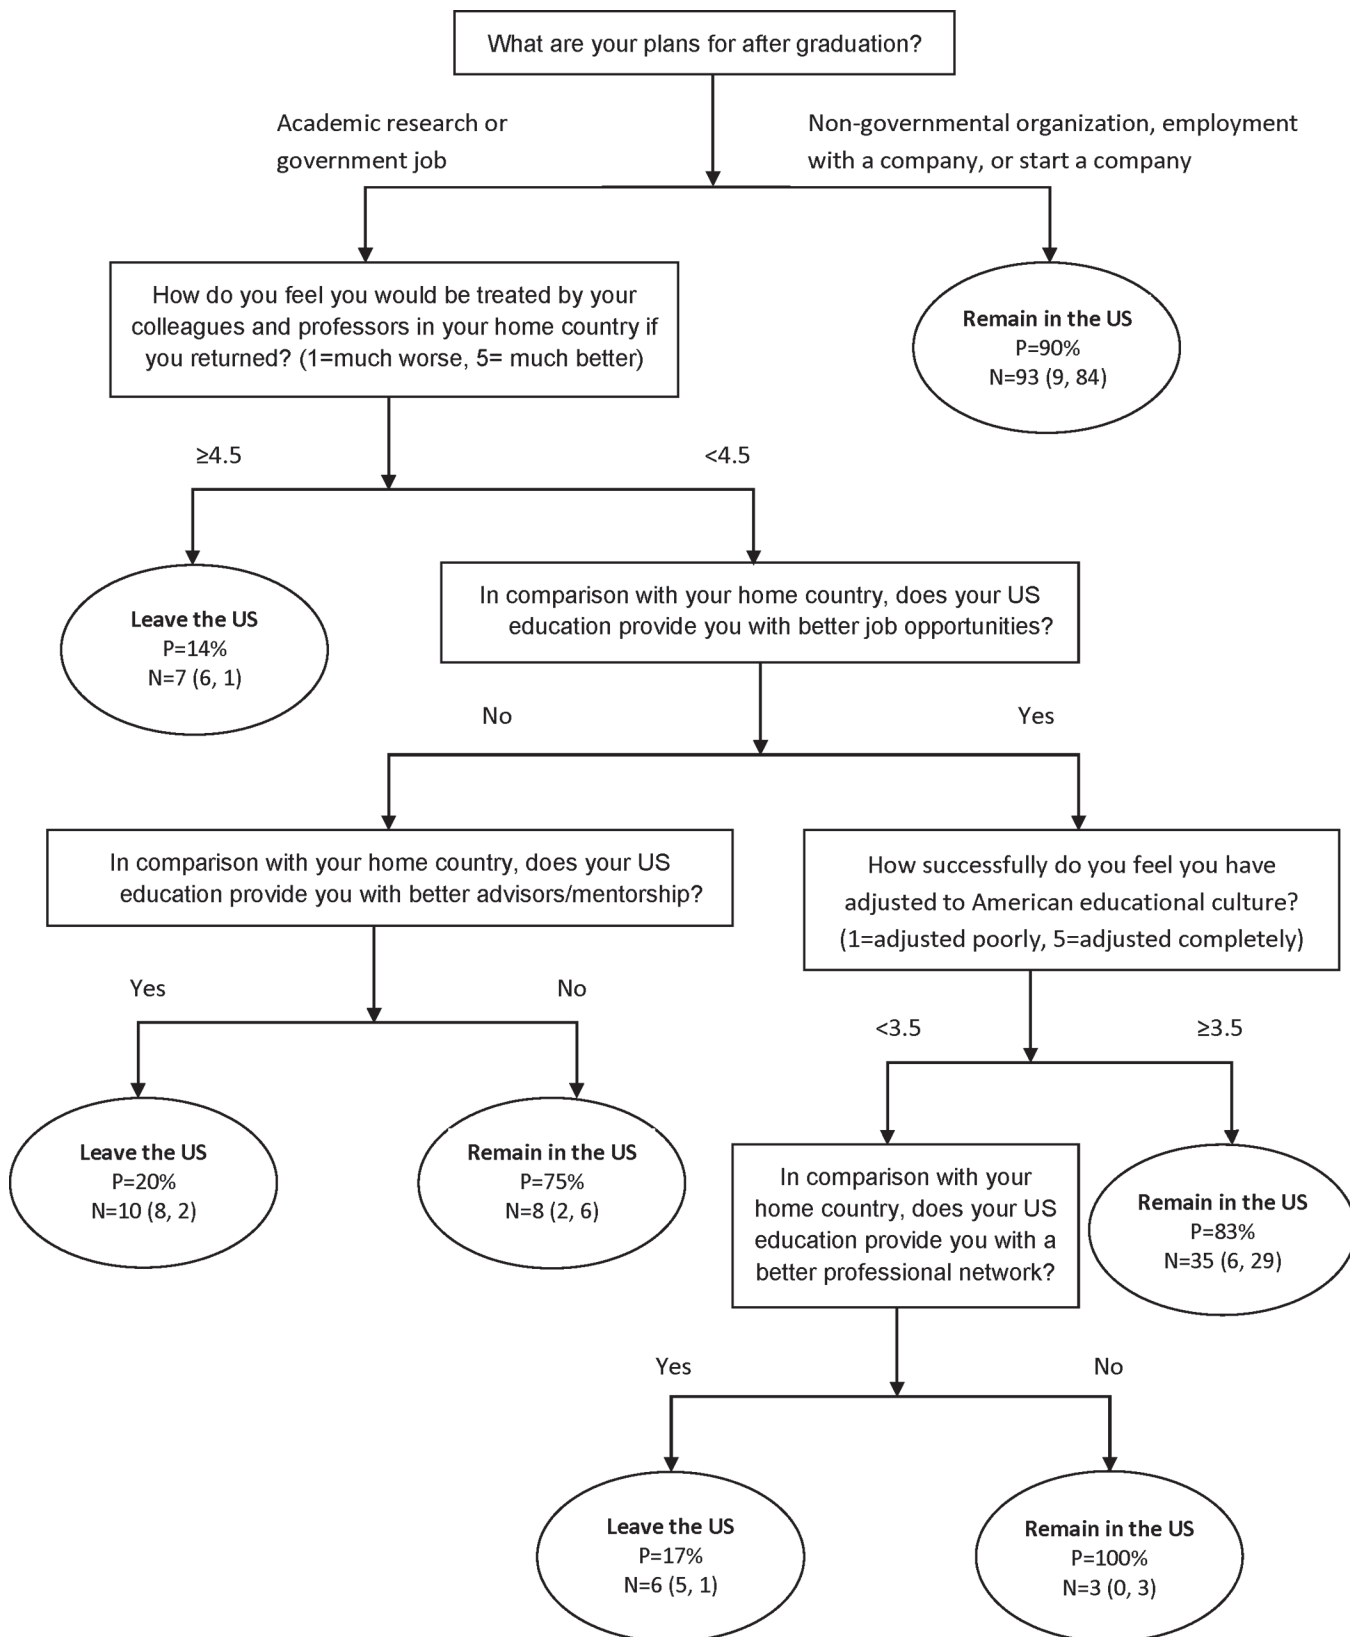 What are your plans for after graduation?
Academic research or
government job
Non-governmental organization, employment
with a company, or start a company
How do you feel you would be treated by your
colleagues and professors in your home country if
you returned? (1=much worse, 5= much better)
Remain in the US
P=90%
N=93 (9, 84)
≥4.5
<4.5
Leave the US
P=14%
N=7 (6, 1)
In comparison with your home country, does your US
education provide you with better job opportunities?
No
Yes
In comparison with your home country, does your US
education provide you with better advisors/mentorship?
How successfully do you feel you have
adjusted to American educational culture?
(1=adjusted poorly, 5=adjusted completely)
Yes
No
<3.5
≥3.5
Leave the US
P=20%
N=10 (8, 2)
Remain in the US
P=75%
N=8 (2, 6)
In comparison with your
home country, does your US
education provide you with a
better professional network?
Remain in the US
P=83%
N=35 (6, 29)
Yes
No
Leave the US
P=17%
N=6 (5, 1)
Remain in the US
P=100%
N=3 (0, 3)